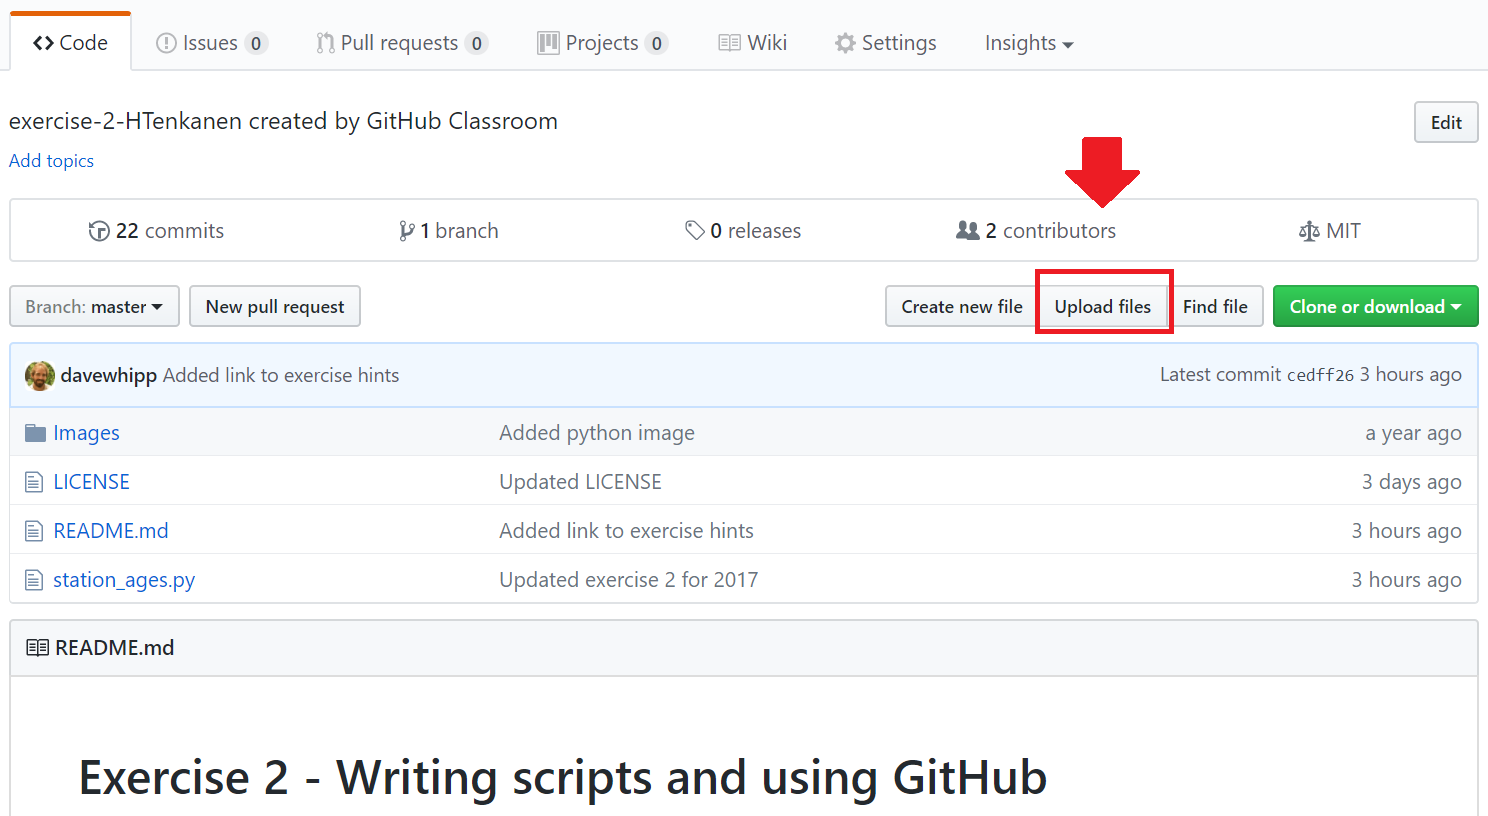 Code Issues 0 Pull requests 0 Projects 0 Wiki Settings Insights
exercise-2-HTenkanen created by GitHub Classroom Edit
Add topics
22 commits 1 branch 0 releases 2 contributors MIT
Branch: master New pull request Create new file Upload files Find file Clone or download
davewhipp Added link to exercise hints Latest commit cedff26 3 hours ago
Images Added python image a year ago
LICENSE Updated LICENSE 3 days ago
README.md Added link to exercise hints 3 hours ago
station_ages.py Updated exercise 2 for 2017 3 hours ago
README.md
Exercise 2 - Writing scripts and using GitHub